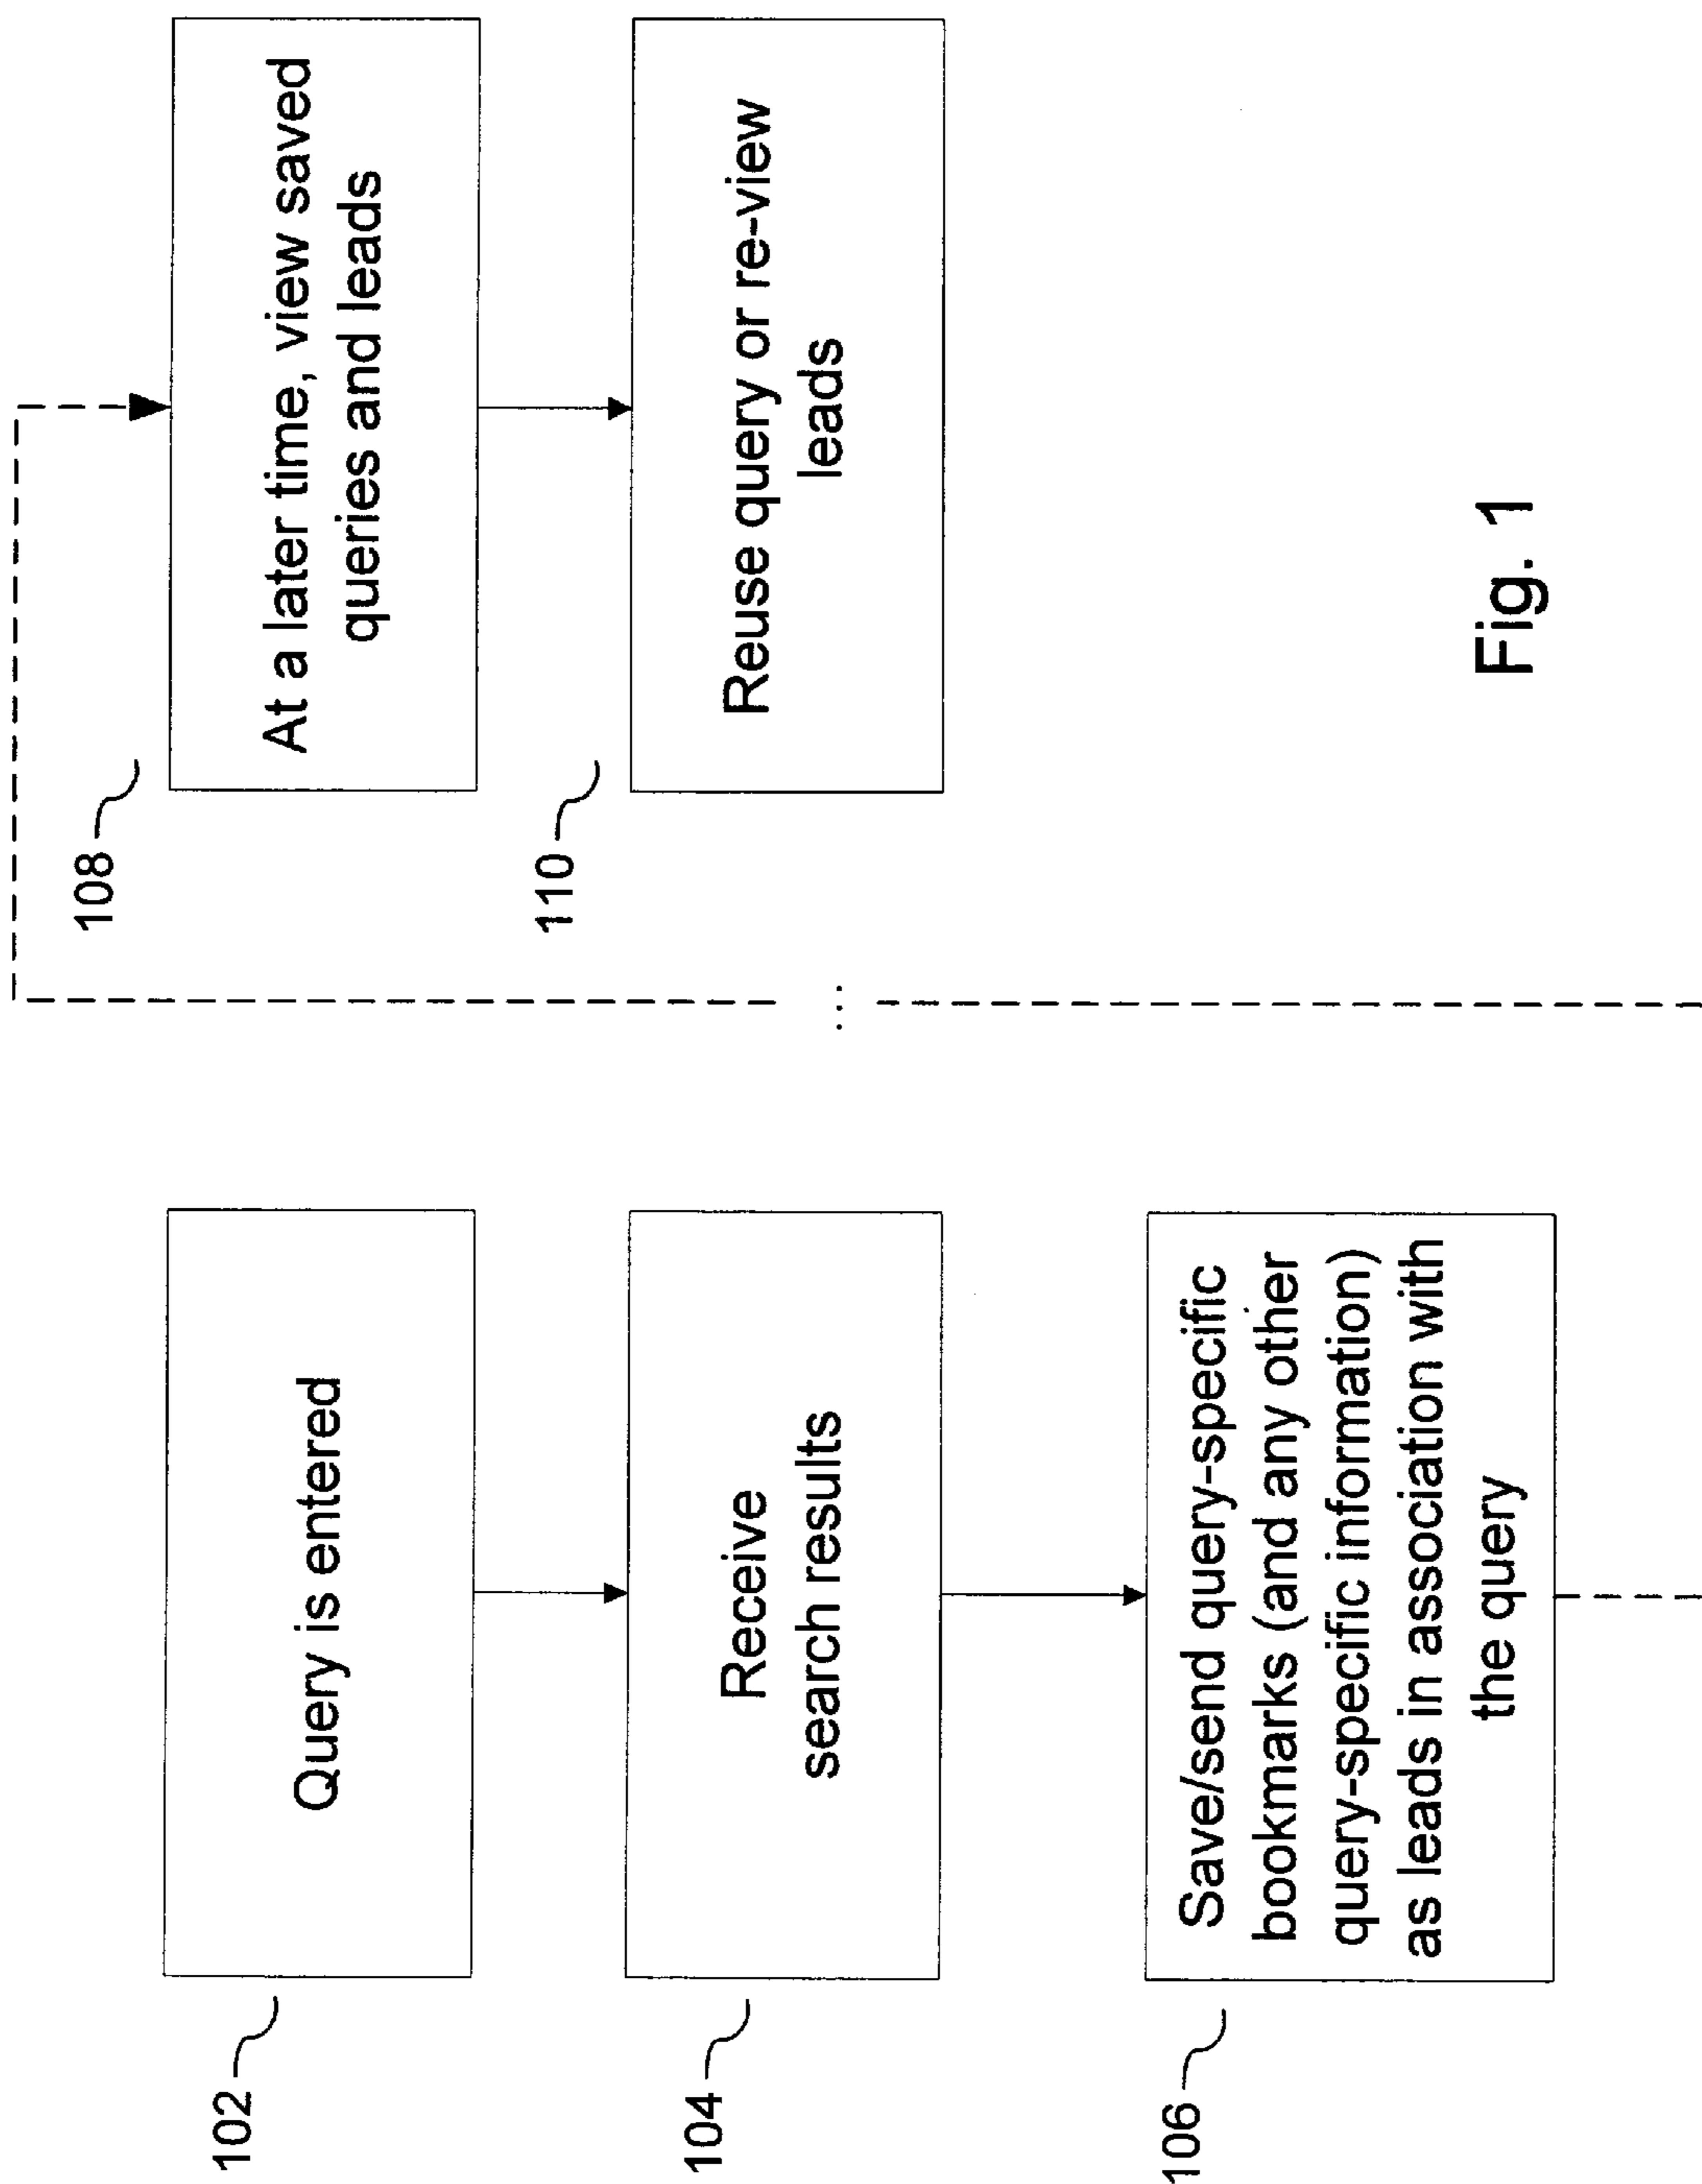 102
Query is entered
104
Receive
search results
106
Save/send query-specific
bookmarks (and any other
query-specific information)
as leads in association with
the query
...
108
At a later time, view saved
queries and leads
110
Reuse query or re-view
leads
Fig. 1